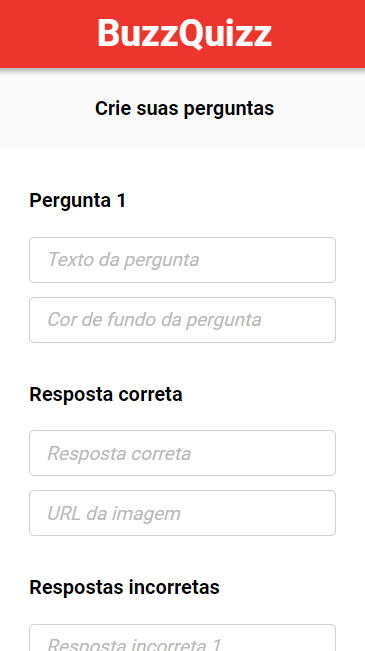 BuzzQuizz
Crie suas perguntas
Pergunta 1
Texto da pergunta
Cor de fundo da pergunta
Resposta correta
Resposta correta
URL da imagem
Respostas incorretas
Resposta incorreta 1